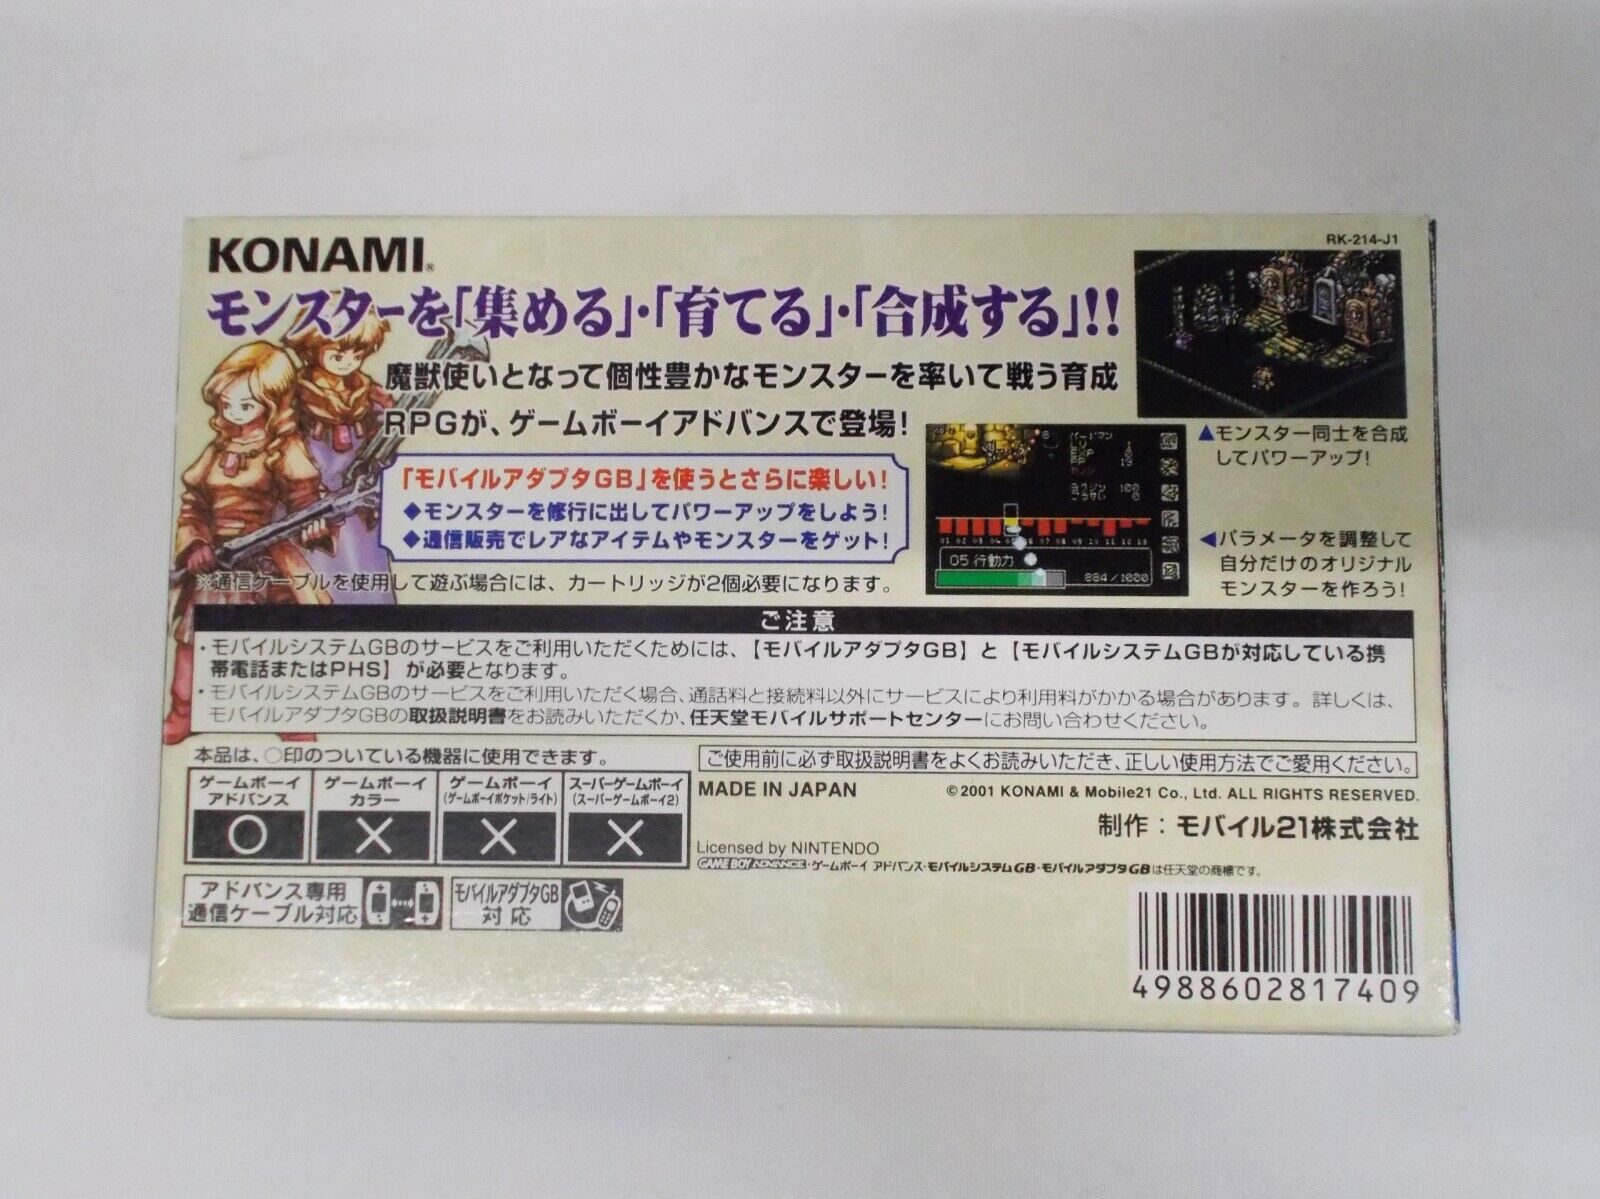 KONAMI®
RK-214-J1
モンスターを「集める」・「育てる」・「合成する」!!
魔獣使いとなって個性豊かなモンスターを率いて戦う育成
RPGが、ゲームボーイアドバンスで登場!
「モバイルアダプタGB」を使うとさらに楽しい!
◆モンスターを修行に出してパワーアップをしよう!
◆通信販売でレアなアイテムやモンスターをゲット!
※通信ケーブルを使用して遊ぶ場合には、カートリッジが2個必要になります。
▲モンスター同士を合成
してパワーアップ!
バードマン
05 行動力
884/1000
◀パラメータを調整して
自分だけのオリジナル
モンスターを作ろう!
ご注意
・モバイルシステムGBのサービスをご利用いただくためには、【モバイルアダプタGB】と【モバイルシステムGBが対応している携
帯電話またはPHS】が必要となります。
・モバイルシステムGBのサービスをご利用いただく場合、通話料と接続料以外にサービスにより利用料がかかる場合があります。詳しくは、
モバイルアダプタGBの取扱説明書をお読みいただくか、任天堂モバイルサポートセンターにお問い合わせください。
本品は、○印のついている機器に使用できます。
ゲームボーイ
アドバンス
○
ゲームボーイ
カラー
×
ゲームボーイ
(ゲームボーイポケット/ライト)
×
スーパーゲームボーイ
(スーパーゲームボーイ2)
×
ご使用前に必ず取扱説明書をよくお読みいただき、正しい使用方法でご愛用ください。
MADE IN JAPAN
©2001 KONAMI & Mobile21 Co., Ltd. ALL RIGHTS RESERVED.
制作：モバイル21株式会社
Licensed by NINTENDO
GAME BOY ADVANCE・ゲームボーイ アドバンス・モバイルシステムGB・モバイルアダプタGBは任天堂の商標です。
アドバンス専用
通信ケーブル対応
モバイルアダプタGB
対応
4988602817409